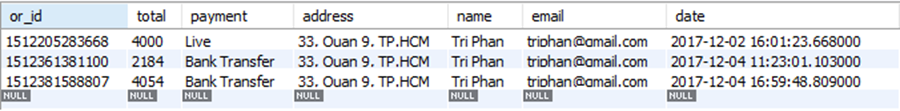 or_id total payment address name email date
1512205283668 4000 Live 33. Quan 9. TP.HCM Tri Phan triphan@gmail.com 2017-12-02 16:01:23.668000
1512361381100 2184 Bank Transfer 33. Quan 9. TP.HCM Tri Phan triphan@gmail.com 2017-12-04 11:23:01.103000
1512381588807 4054 Bank Transfer 33. Quan 9. TP.HCM Tri Phan triphan@gmail.com 2017-12-04 16:59:48.809000
NULL NULL NULL NULL NULL NULL NULL